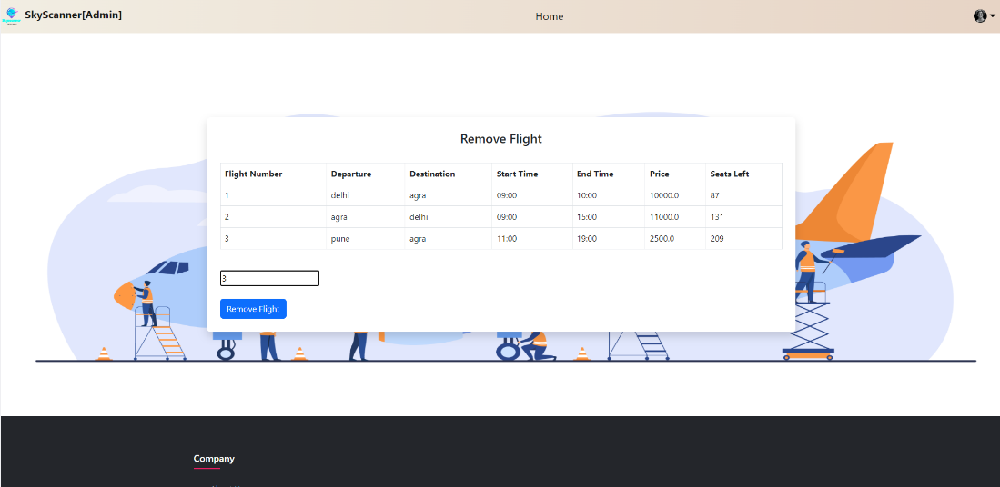 SkyScanner[Admin] Home
Remove Flight
Flight Number Departure Destination Start Time End Time Price Seats Left
1 delhi agra 09:00 10:00 10000.0 87
2 agra delhi 09:00 15:00 11000.0 131
3 pune agra 11:00 19:00 2500.0 209
3
Remove Flight
Company